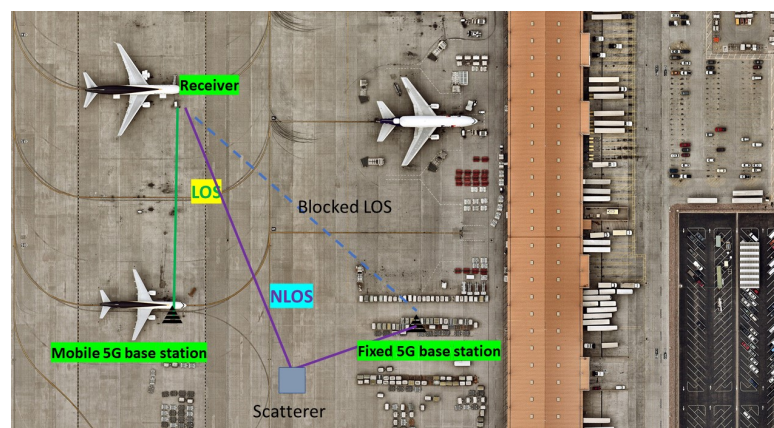 Receiver
LOS
Blocked LOS
NLOS
Mobile 5G base station
Fixed 5G base station
Scatterer